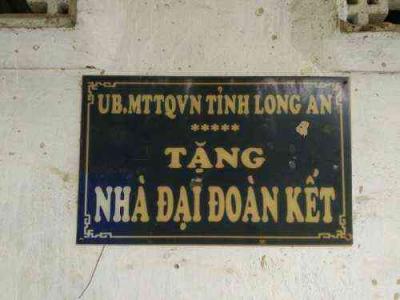 UB.MTTQVN TỈNH LONG AN
*****
TẶNG
NHÀ ĐẠI ĐOÀN KẾT